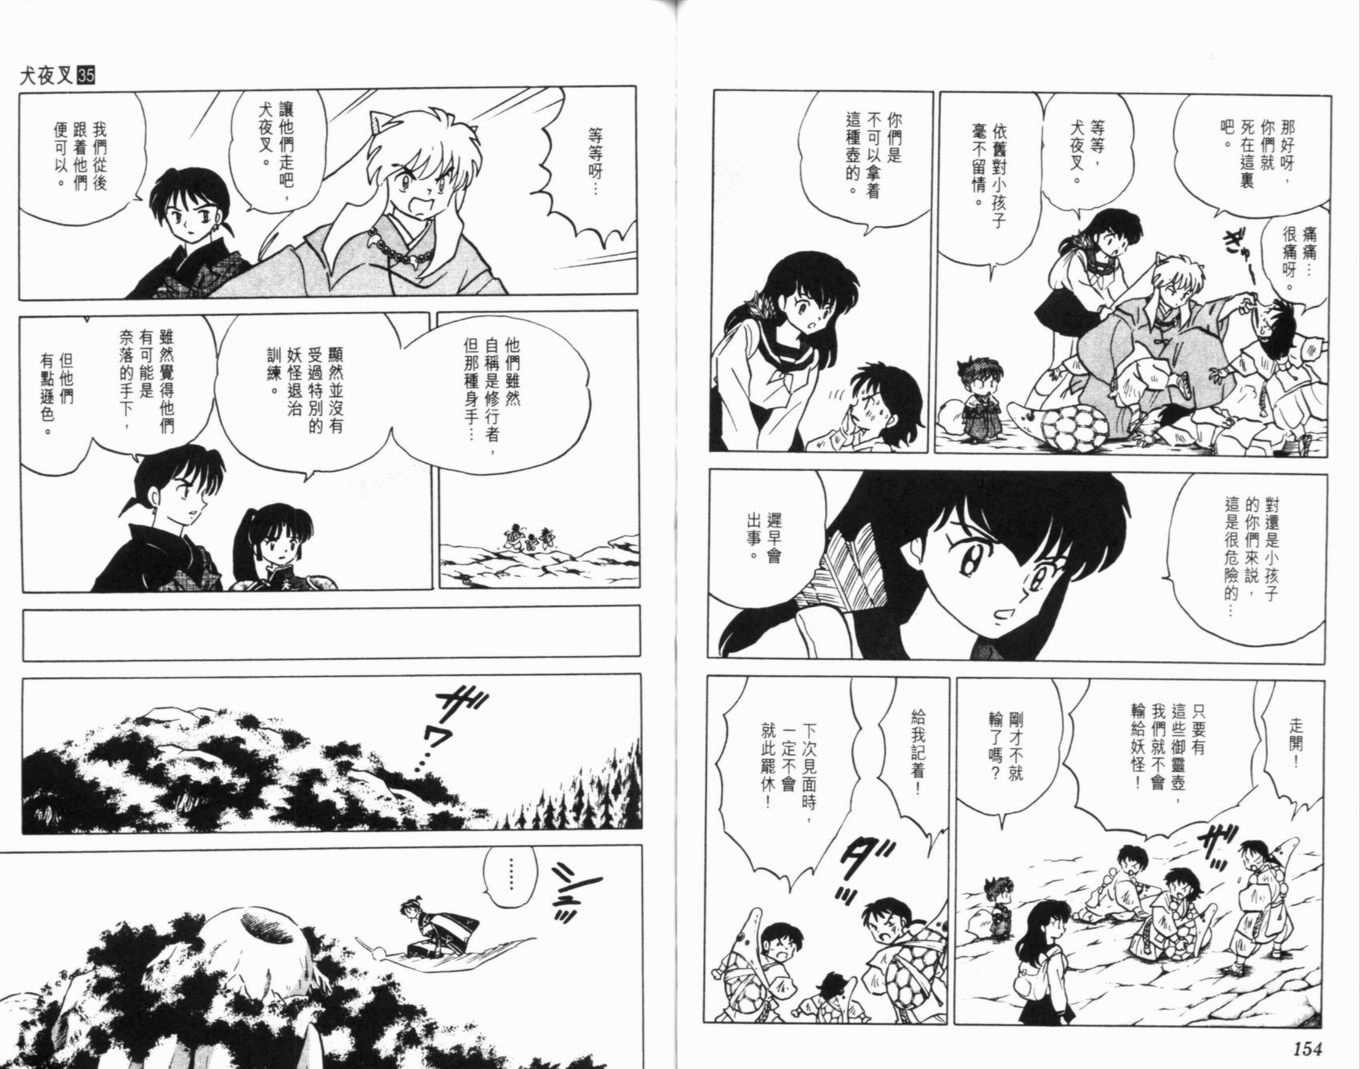 那好呀，
你們就
死在這裏
吧。
痛痛…
很痛呀。
ぎゅー…
等等，
犬夜叉。
依舊對小孩子
毫不留情。
你們是
不可以拿着
這種壺的。
對還是小孩子
的你們來説，
這是很危險的…
遲早會
出事。
走開！
只要有
這些御靈壺，
我們就不會
輸給妖怪！
剛才不就
輸了嗎？
ザッ
給我記着！
下次見面時，
一定不會
就此罷休！
ダッ
154
犬夜叉35
等等呀…
讓他們走吧，
犬夜叉。
我們從後
跟着他們
便可以。
他們雖然
自稱是修行者，
但那種身手…
顯然並沒有
受過特別的
妖怪退治
訓練。
雖然覺得他們
有可能是
奈落的手下，
但他們
有點遜色。
ザワ…
シュッ
……